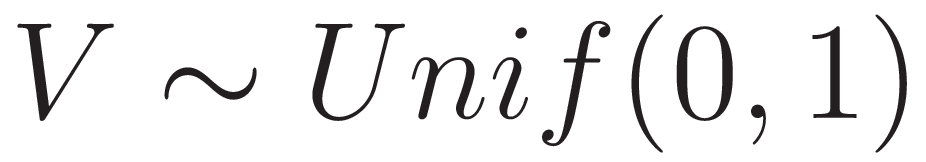 V ∼ Unif(0, 1)